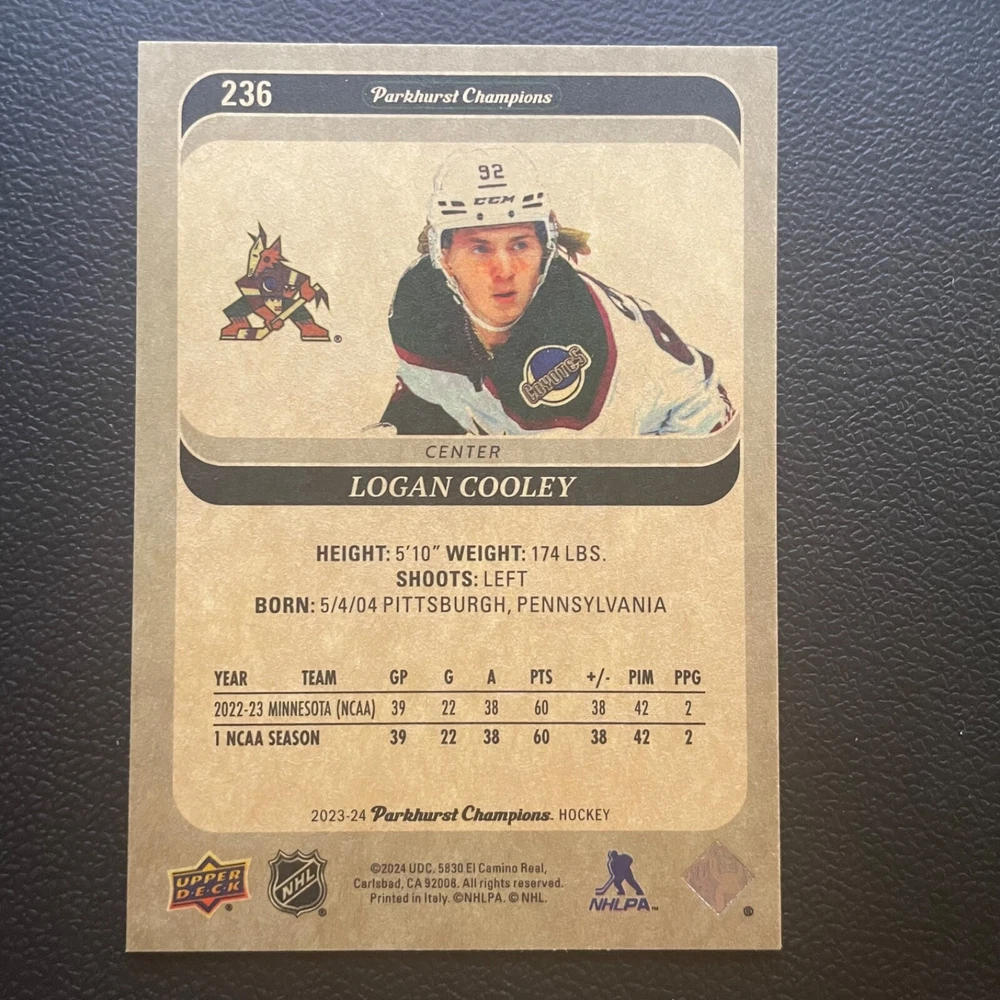 236
Parkhurst Champions
92
CCM
92
COYOTES
®
CENTER
LOGAN COOLEY
HEIGHT: 5'10" WEIGHT: 174 LBS.
SHOOTS: LEFT
BORN: 5/4/04 PITTSBURGH, PENNSYLVANIA
YEAR TEAM GP G A PTS +/- PIM PPG
2022-23 MINNESOTA (NCAA) 39 22 38 60 38 42 2
1 NCAA SEASON 39 22 38 60 38 42 2
2023-24 Parkhurst Champions™ HOCKEY
UPPER
DECK
®
NHL
®
©2024 UDC. 5830 El Camino Real,
Carlsbad, CA 92008. All rights reserved.
Printed in Italy. ©NHLPA. © NHL.
NHLPA™
®